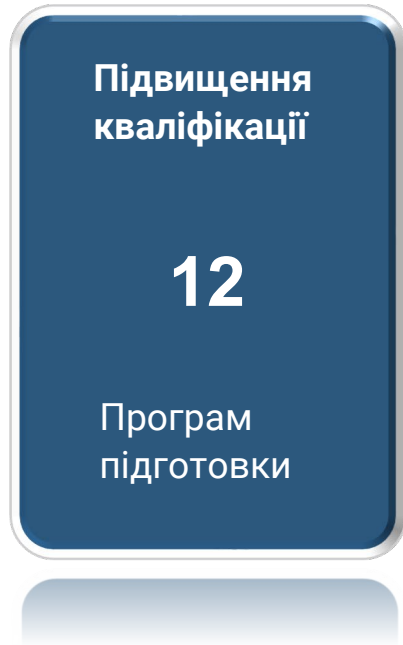 Підвищення
кваліфікації
12
Програм
підготовки